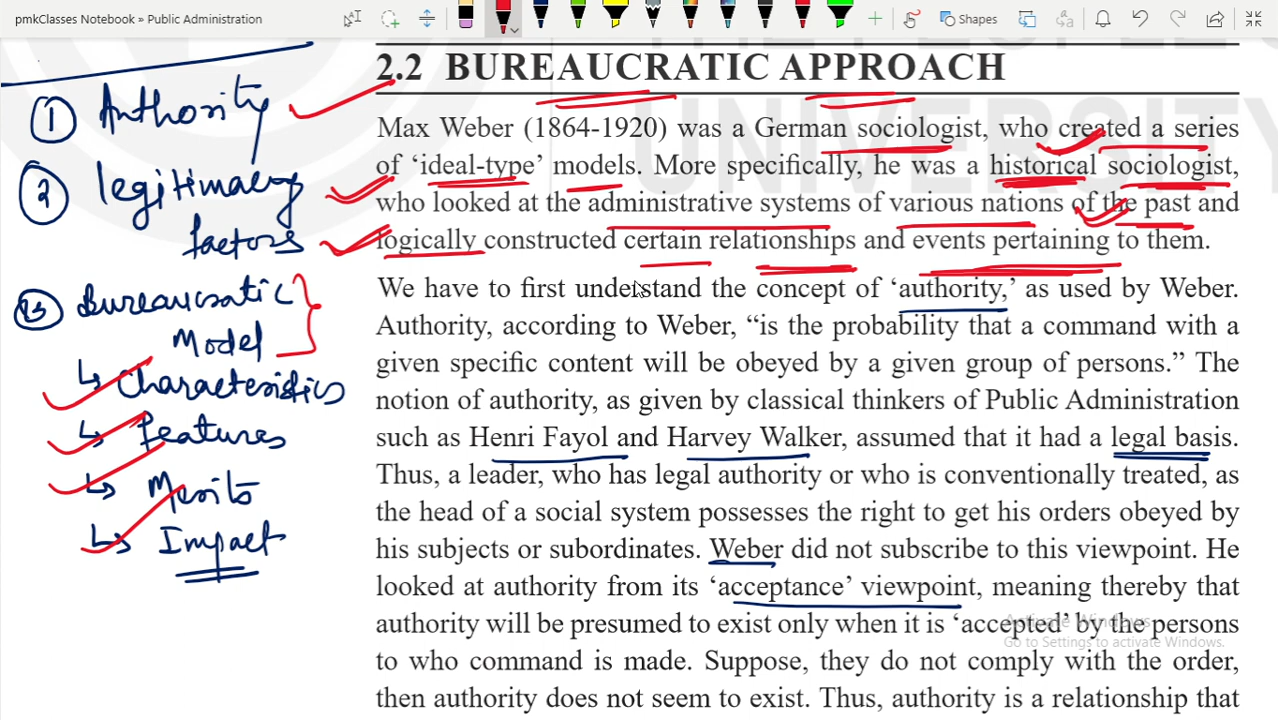 pmkClasses Notebook » Public Administration
Shapes
① Authority
② legitimacy
factors
③ Bureaucratic
Model
↳ Characteristics
↳ features
↳ Merits
↳ Impact
2.2 BUREAUCRATIC APPROACH
Max Weber (1864-1920) was a German sociologist, who created a series
of ‘ideal-type’ models. More specifically, he was a historical sociologist,
who looked at the administrative systems of various nations of the past and
logically constructed certain relationships and events pertaining to them.
We have to first understand the concept of ‘authority,’ as used by Weber.
Authority, according to Weber, “is the probability that a command with a
given specific content will be obeyed by a given group of persons.” The
notion of authority, as given by classical thinkers of Public Administration
such as Henri Fayol and Harvey Walker, assumed that it had a legal basis.
Thus, a leader, who has legal authority or who is conventionally treated, as
the head of a social system possesses the right to get his orders obeyed by
his subjects or subordinates. Weber did not subscribe to this viewpoint. He
looked at authority from its ‘acceptance’ viewpoint, meaning thereby that
authority will be presumed to exist only when it is ‘accepted’ by the persons
to who command is made. Suppose, they do not comply with the order,
then authority does not seem to exist. Thus, authority is a relationship that
Activate Windows
Go to Settings to activate Windows.
UNIVERSITY